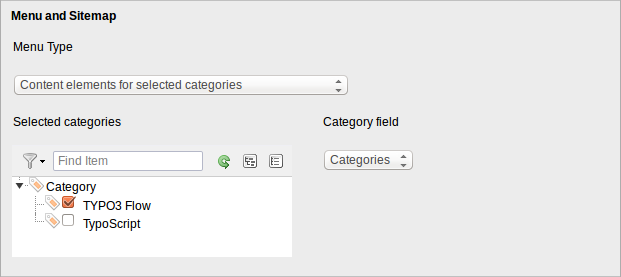 Menu and Sitemap
Menu Type
Content elements for selected categories
Selected categories
Category field
Find Item
Categories
Category
TYPO3 Flow
TypoScript